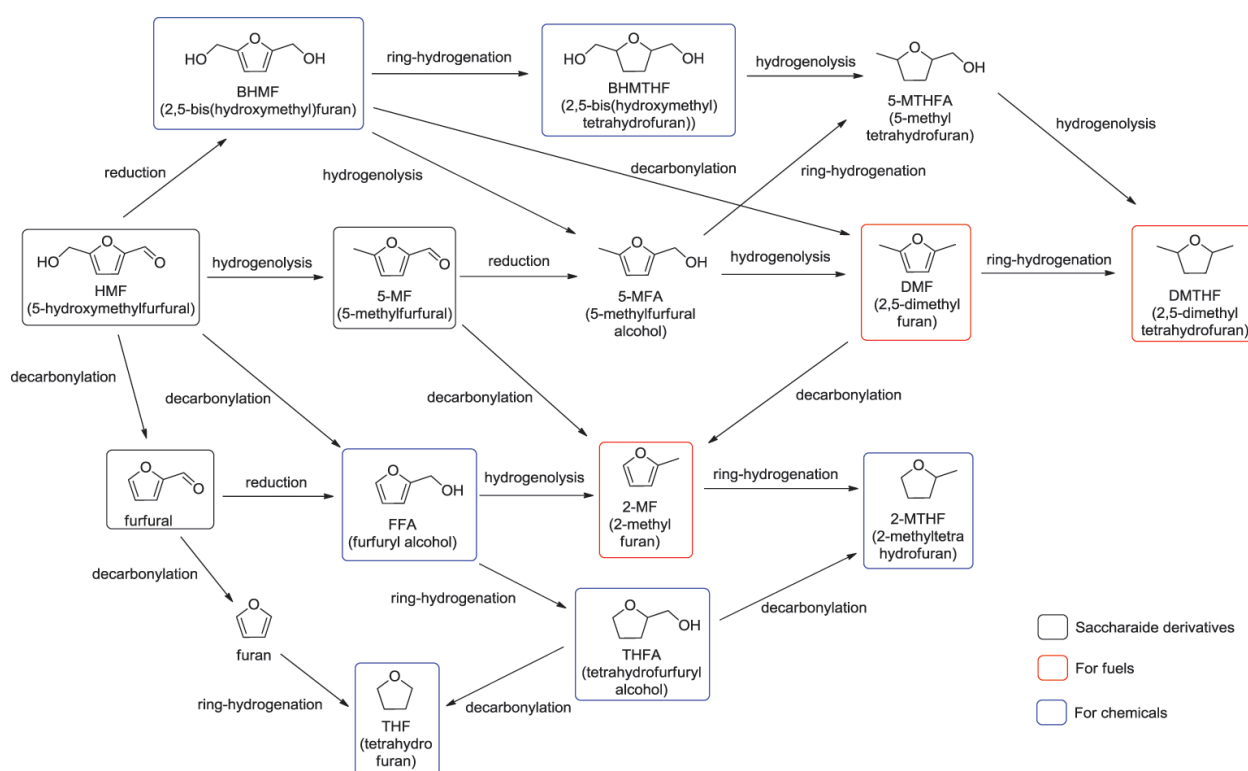 HO
O
OH
BHMF
(2,5-bis(hydroxymethyl)furan)
ring-hydrogenation
HO
O
OH
BHMTHF
(2,5-bis(hydroxymethyl)
tetrahydrofuran))
hydrogenolysis
O
OH
5-MTHFA
(5-methyl
tetrahydrofuran)
reduction
hydrogenolysis
decarbonylation
ring-hydrogenation
hydrogenolysis
HO
O
O
HMF
(5-hydroxymethylfurfural)
hydrogenolysis
O
O
5-MF
(5-methylfurfural)
reduction
O
OH
5-MFA
(5-methylfurfural
alcohol)
hydrogenolysis
O
DMF
(2,5-dimethyl
furan)
ring-hydrogenation
O
DMTHF
(2,5-dimethyl
tetrahydrofuran)
decarbonylation
decarbonylation
decarbonylation
decarbonylation
O
O
furfural
reduction
O
OH
FFA
(furfuryl alcohol)
hydrogenolysis
O
2-MF
(2-methyl
furan)
ring-hydrogenation
O
2-MTHF
(2-methyltetra
hydrofuran)
decarbonylation
ring-hydrogenation
decarbonylation
O
furan
O
OH
THFA
(tetrahydrofurfuryl
alcohol)
ring-hydrogenation
O
THF
(tetrahydro
furan)
decarbonylation
Saccharaide derivatives
For fuels
For chemicals